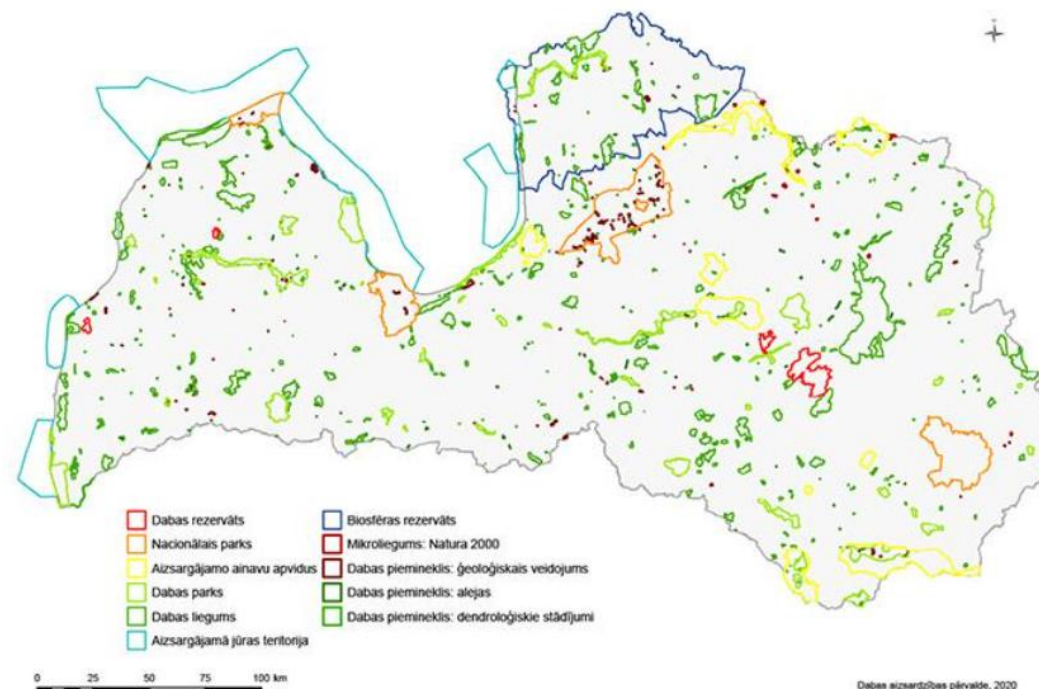 Dabas rezervāts
Nacionālais parks
Aizsargājamo ainavu apvidus
Dabas parks
Dabas liegums
Aizsargājamā jūras teritorija
Biosfēras rezervāts
Mikroliegums: Natura 2000
Dabas piemineklis: ģeoloģiskais veidojums
Dabas piemineklis: alejas
Dabas piemineklis: dendroloģiskie stādījumi
0 25 50 75 100 km
Dabas aizsardzības pārvalde, 2020